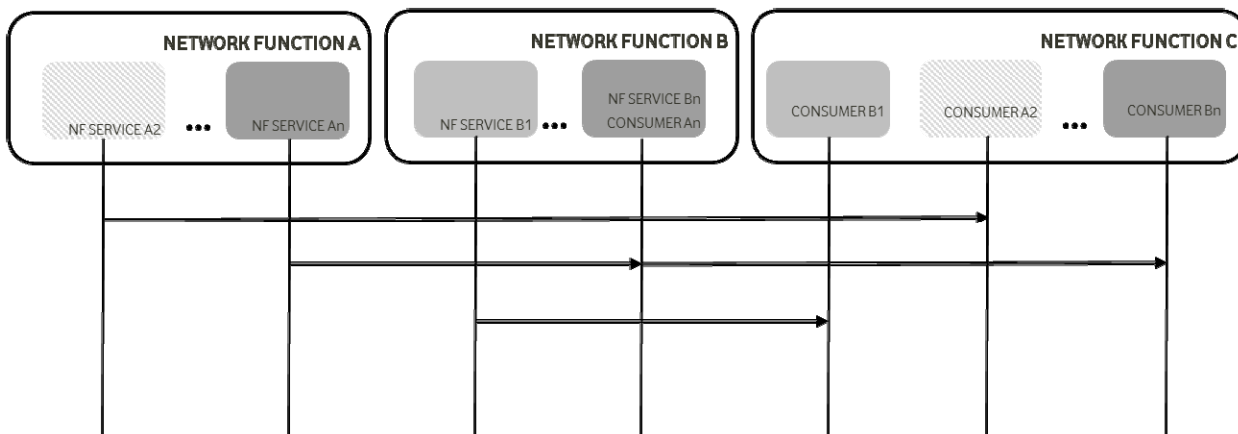 NETWORK FUNCTION A
NF SERVICE A2
...
NF SERVICE An
NETWORK FUNCTION B
NF SERVICE B1
...
NF SERVICE Bn
CONSUMER An
NETWORK FUNCTION C
CONSUMER B1
CONSUMER A2
...
CONSUMER Bn